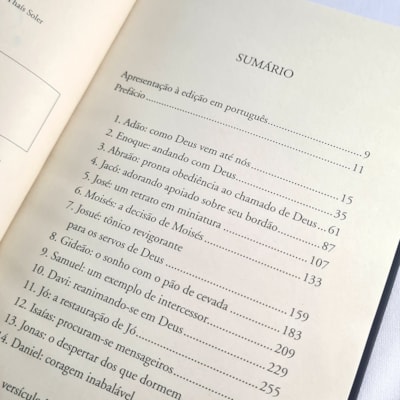 Thaís Soler
SUMÁRIO
Apresentação à edição em português 9
Prefácio 11
1. Adão: como Deus vem até nós 15
2. Enoque: andando com Deus 35
3. Abraão: pronta obediência ao chamado de Deus 61
4. Jacó: adorando apoiado sobre seu bordão 87
5. José: um retrato em miniatura 107
6. Moisés: a decisão de Moisés 133
7. Josué: tônico revigorante
para os servos de Deus 159
8. Gideão: o sonho com o pão de cevada 183
9. Samuel: um exemplo de intercessor 209
10. Davi: reanimando-se em Deus 229
11. Jó: a restauração de Jó 255
12. Isaías: procuram-se mensageiros
13. Jonas: o despertar dos que dormem
14. Daniel: coragem inabalável
versículo